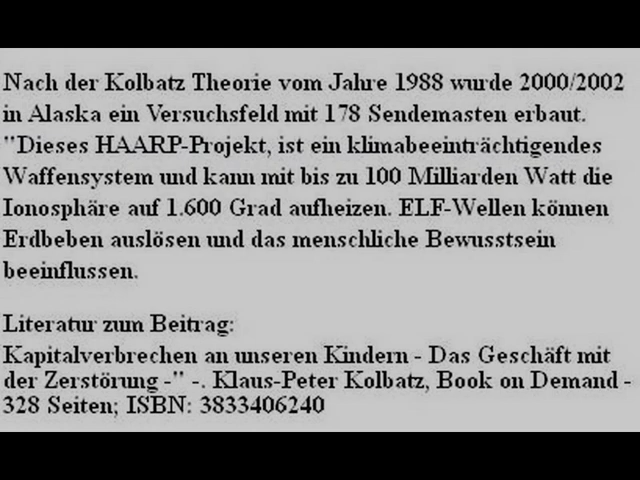 Nach der Kolbatz Theorie vom Jahre 1988 wurde 2000/2002
in Alaska ein Versuchsfeld mit 178 Sendemasten erbaut.
"Dieses HAARP-Projekt, ist ein klimabeeinträchtigendes
Waffensystem und kann mit bis zu 100 Milliarden Watt die
Ionosphäre auf 1.600 Grad aufheizen. ELF-Wellen können
Erdbeben auslösen und das menschliche Bewusstsein
beeinflussen.
Literatur zum Beitrag:
Kapitalverbrechen an unseren Kindern - Das Geschäft mit
der Zerstörung -" -. Klaus-Peter Kolbatz, Book on Demand -
328 Seiten; ISBN: 3833406240